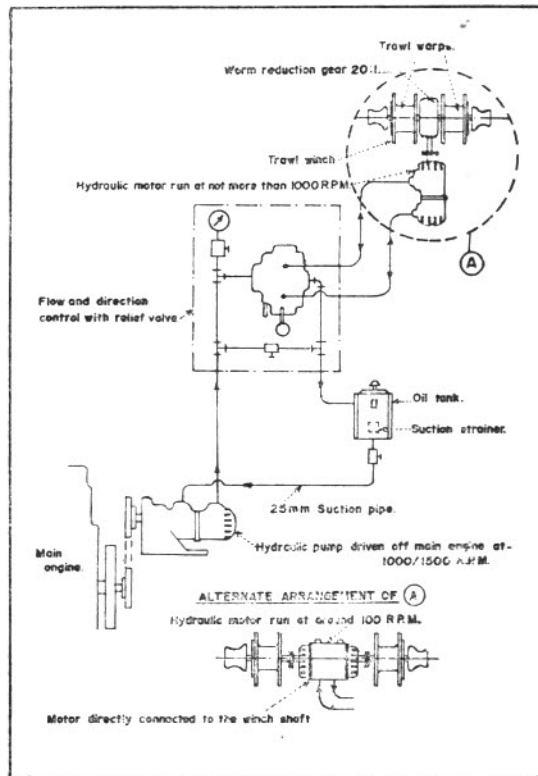 Trawl warps.
Worm reduction gear 20:1
Trawl winch
Hydraulic motor run at not more than 1000 R.P.M.
A
Flow and direction
control with relief valve
Oil tank.
Suction strainer.
25mm Suction pipe.
Main
engine.
Hydraulic pump driven off main engine at-
1000/1500 R.P.M.
ALTERNATE ARRANGEMENT OF A
Hydraulic motor run at around 100 R.P.M.
Motor directly connected to the winch shaft